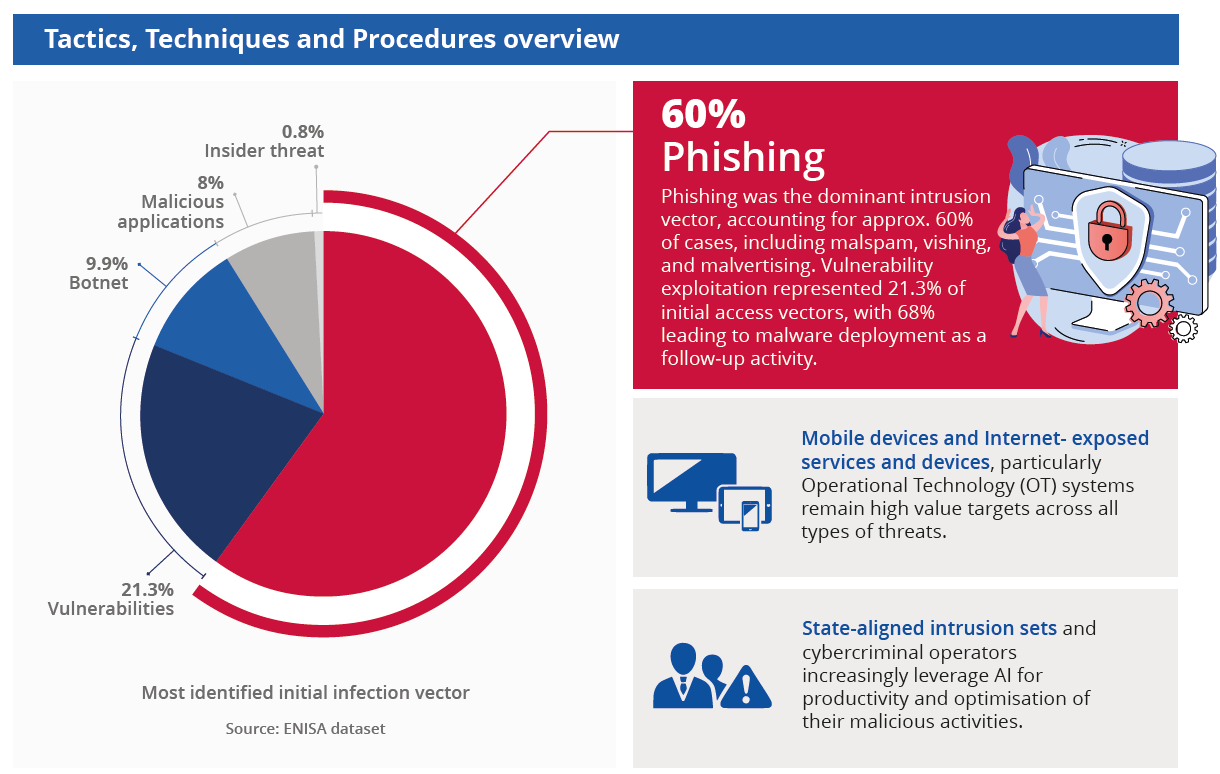 Tactics, Techniques and Procedures overview
0.8%
Insider threat
8%
Malicious
applications
9.9%
Botnet
21.3%
Vulnerabilities
Most identified initial infection vector
Source: ENISA dataset
60%
Phishing
Phishing was the dominant intrusion
vector, accounting for approx. 60%
of cases, including malspam, vishing,
and malvertising. Vulnerability
exploitation represented 21.3% of
initial access vectors, with 68%
leading to malware deployment as a
follow-up activity.
Mobile devices and Internet- exposed
services and devices, particularly
Operational Technology (OT) systems
remain high value targets across all
types of threats.
State-aligned intrusion sets and
cybercriminal operators
increasingly leverage AI for
productivity and optimisation of
their malicious activities.